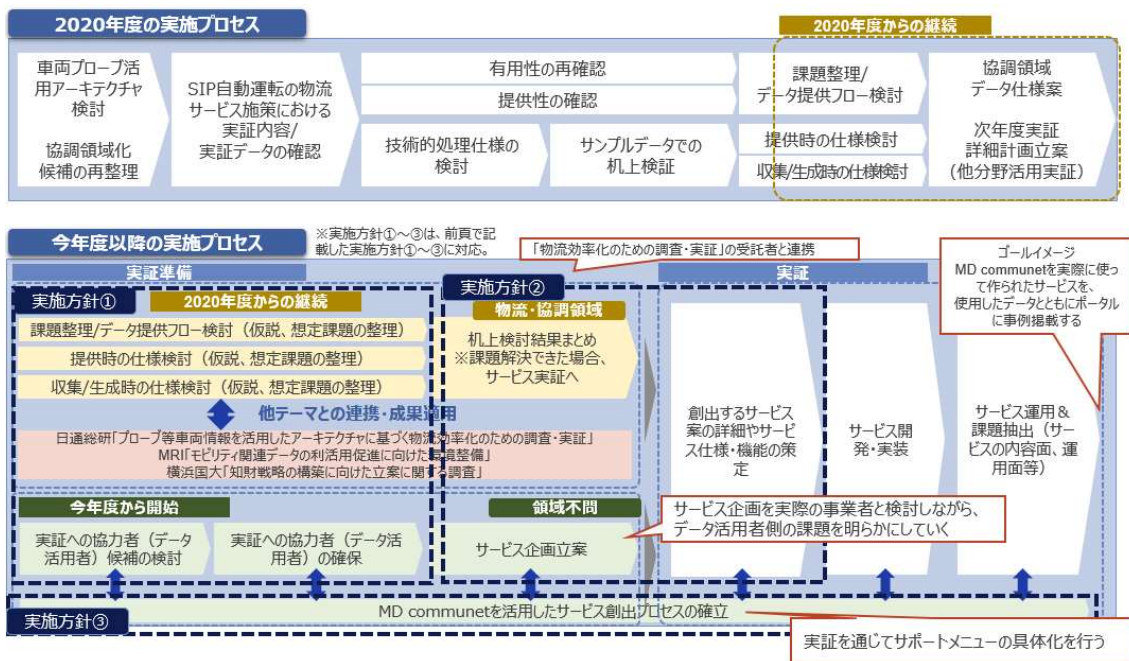 2020年度の実施プロセス
2020年度からの継続
車両プローブ活
用アーキテクチャ
検討
協調領域化
候補の再整理
SIP自動運転の物流
サービス施策における
実証内容/
実証データの確認
有用性の再確認
提供性の確認
技術的処理仕様の
検討
サンプルデータでの
机上検証
課題整理/
データ提供フロー検討
提供時の仕様検討
収集/生成時の仕様検討
協調領域
データ仕様案
次年度実証
詳細計画立案
(他分野活用実証)
今年度以降の実施プロセス
※実施方針①~③は、前頁で記
載した実施方針①~③に対応。
「物流効率化のための調査・実証」の受託者と連携
ゴールイメージ
MD communetを実際に使っ
て作られたサービスを、
使用したデータとともにポータル
に事例掲載する
実証準備
実証
実施方針①
2020年度からの継続
課題整理/データ提供フロー検討(仮説、想定課題の整理)
提供時の仕様検討(仮説、想定課題の整理)
収集/生成時の仕様検討(仮説、想定課題の整理)
他テーマとの連携・成果適用
日通総研「プローブ等車両情報を活用したアーキテクチャに基づく物流効率化のための調査・実証」
MRI「モビリティ関連データの利活用促進に向けた環境整備」
横浜国大「知財戦略の構築に向けた立案に関する調査」
実施方針②
物流・協調領域
机上検討結果まとめ
※課題解決できた場合、
サービス実証へ
創出するサービス
案の詳細やサービ
ス仕様・機能の策
定
サービス開
発・実装
サービス運用&
課題抽出(サー
ビスの内容面、運
用面等)
今年度から開始
実証への協力者(データ
活用者)候補の検討
実証への協力者(データ活
用者)の確保
領域不問
サービス企画立案
サービス企画を実際の事業者と検討しながら、
データ活用者側の課題を明らかにしていく
実施方針③
MD communetを活用したサービス創出プロセスの確立
実証を通じてサポートメニューの具体化を行う